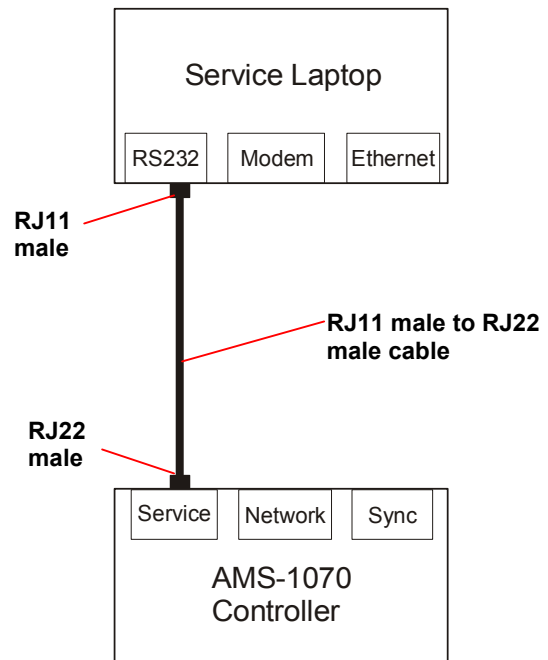 Service Laptop
RS232 Modem Ethernet
RJ11
male
RJ11 male to RJ22
male cable
RJ22
male
Service Network Sync
AMS-1070
Controller